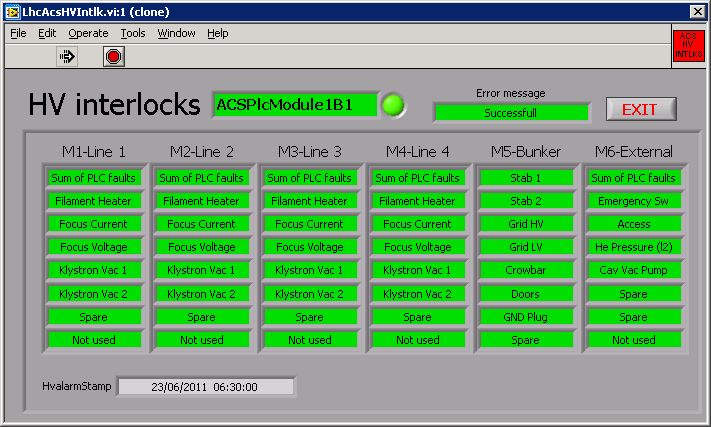 LhcAcsHVIntlk.vi:1 (clone)
File Edit Operate Tools Window Help
ACS
HV
INTLKS
HV interlocks
ACSPlcModule1B1
Error message
Successfull
EXIT
M1-Line 1 M2-Line 2 M3-Line 3 M4-Line 4 M5-Bunker M6-External
Sum of PLC faults Sum of PLC faults Sum of PLC faults Sum of PLC faults Stab 1 Sum of PLC faults
Filament Heater Filament Heater Filament Heater Filament Heater Stab 2 Emergency Sw
Focus Current Focus Current Focus Current Focus Current Grid HV Access
Focus Voltage Focus Voltage Focus Voltage Focus Voltage Grid LV He Pressure (l2)
Klystron Vac 1 Klystron Vac 1 Klystron Vac 1 Klystron Vac 1 Crowbar Cav Vac Pump
Klystron Vac 2 Klystron Vac 2 Klystron Vac 2 Klystron Vac 2 Doors Spare
Spare Spare Spare Spare GND Plug Spare
Not used Not used Not used Not used Spare Not used
HvalarmStamp 23/06/2011 06:30:00